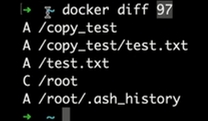 ➜ ~ docker diff 97
A /copy_test
A /copy_test/test.txt
A /test.txt
C /root
A /root/.ash_history
➜ ~